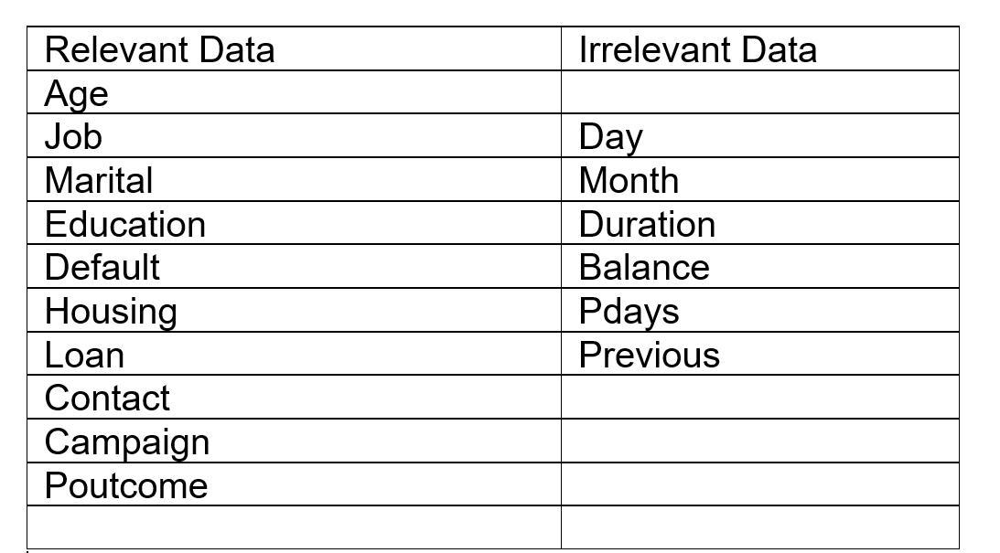 Relevant Data Irrelevant Data
Age
Job Day
Marital Month
Education Duration
Default Balance
Housing Pdays
Loan Previous
Contact
Campaign
Poutcome